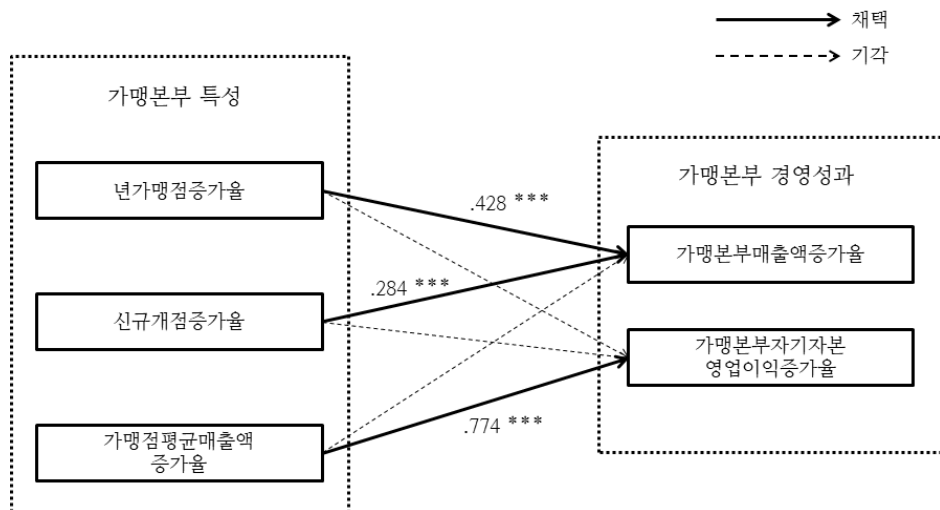 채택
기각
가맹본부 특성
년가맹점증가율
신규개점증가율
가맹점평균매출액
증가율
.428 ***
.284 ***
.774 ***
가맹본부 경영성과
가맹본부매출액증가율
가맹본부자기자본
영업이익증가율